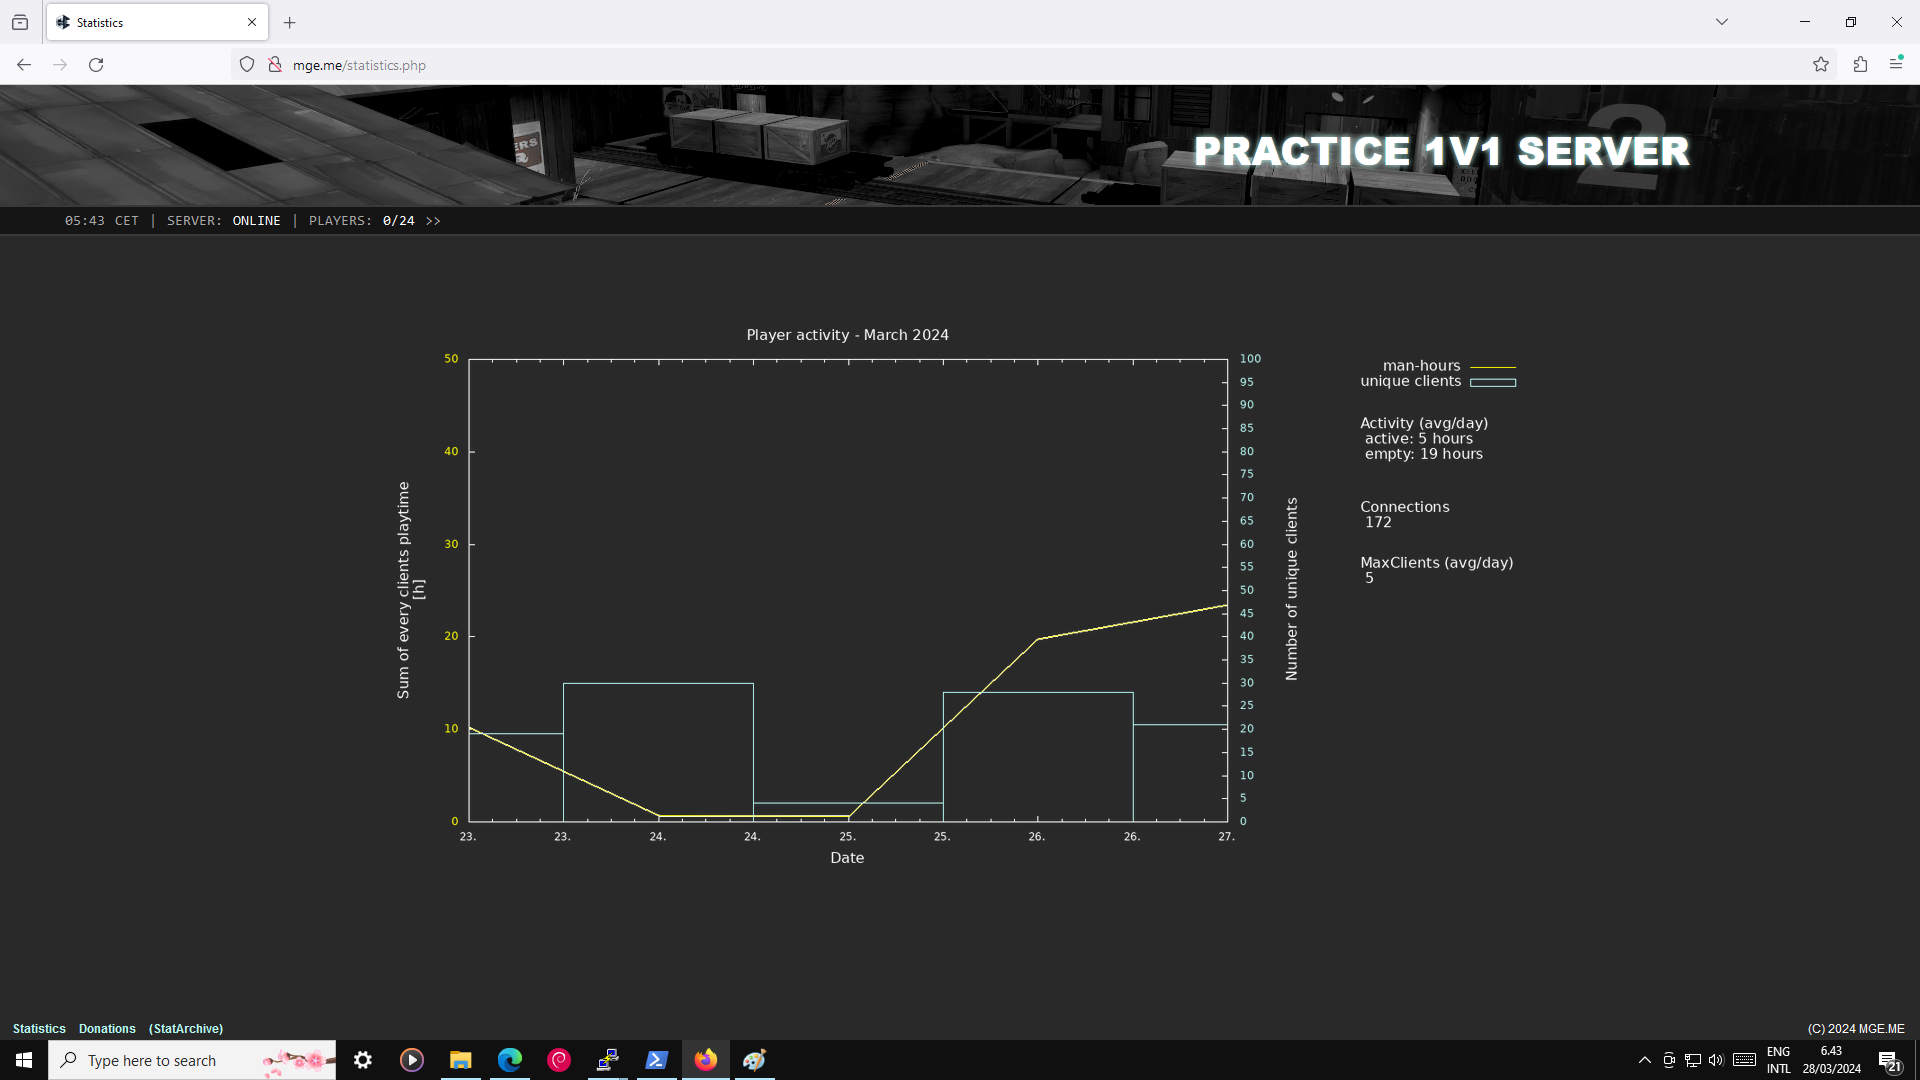 Statistics
mge.me/statistics.php
ERS
2
PRACTICE 1V1 SERVER
05:43 CET | SERVER: ONLINE | PLAYERS: 0/24 >>
Player activity - March 2024
50
40
30
20
10
0
Sum of every clients playtime
[h]
100
95
90
85
80
75
70
65
60
55
50
45
40
35
30
25
20
15
10
5
0
Number of unique clients
23. 23. 24. 24. 25. 25. 26. 26. 27.
Date
man-hours
unique clients
Activity (avg/day)
active: 5 hours
empty: 19 hours
Connections
172
MaxClients (avg/day)
5
Statistics Donations (StatArchive)
(C) 2024 MGE.ME
Type here to search
ENG
INTL
6.43
28/03/2024
21